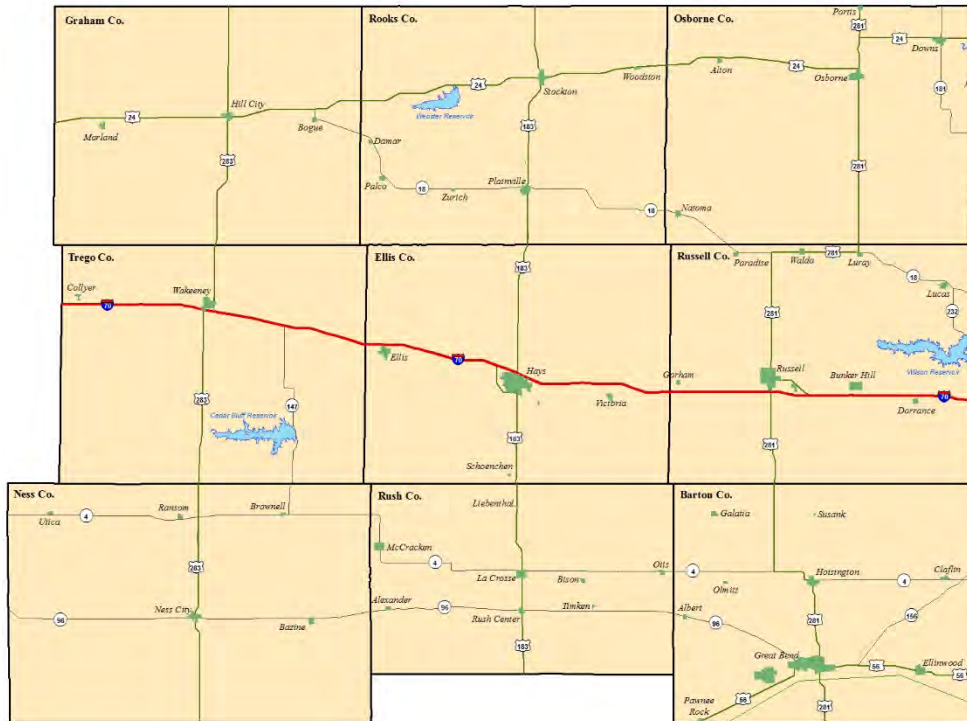 Graham Co.
Rooks Co.
Osborne Co.
Portis
281
24
Downs
24
Woodston
Alton
24
Osborne
24
Stockton
Webster Reservoir
181
Hill City
24
Morland
Bogue
183
Damar
283
281
Palco
18
Zurich
Plainville
18
Natoma
Trego Co.
Ellis Co.
Russell Co.
183
Paradise
Waldo
281
Luray
18
Collyer
Wakeeney
70
Lucas
232
281
Wilson Reservoir
Ellis
70
Hays
Gorham
Russell
Bunker Hill
Victoria
Dorrance
70
283
147
Cedar Bluff Reservoir
183
281
Schoenchen
Ness Co.
Rush Co.
Barton Co.
Utica
4
Ransom
Brownell
Liebenthal
Galatia
Susank
McCracken
4
283
La Crosse
Bison
Otis
4
Hoisington
4
Claflin
Olmitz
Alexander
96
Ness City
96
Bazine
Rush Center
Timken
Albert
96
281
156
183
Great Bend
56
Ellinwood
56
Pawnee
Rock
56
281